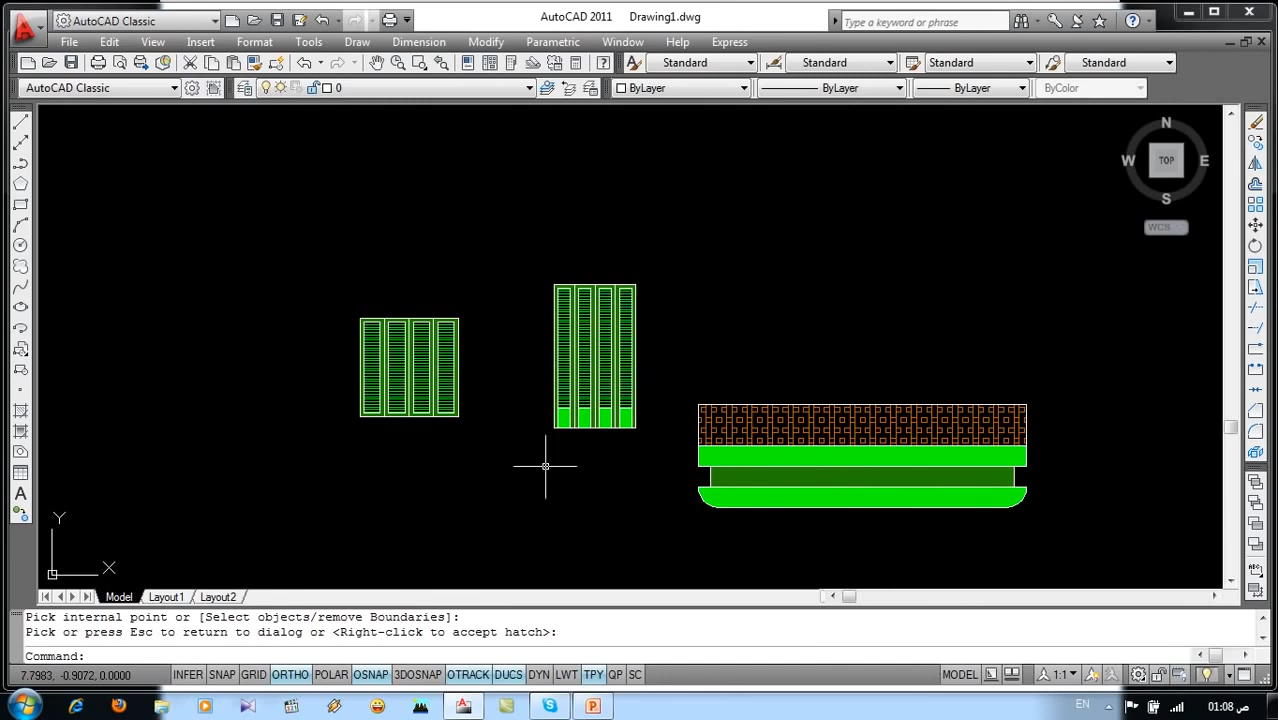 AutoCAD Classic
AutoCAD 2011 Drawing1.dwg
Type a keyword or phrase
File Edit View Insert Format Tools Draw Dimension Modify Parametric Window Help Express
Standard Standard Standard Standard
AutoCAD Classic 0 ByLayer ByLayer ByLayer ByColor
N
W TOP E
S
WCS
Y
X
Model Layout1 Layout2
Pick internal point or [Select objects/remove Boundaries]:
Pick or press Esc to return to dialog or <Right-click to accept hatch>:
Command:
7.7983, -0.9072, 0.0000 INFER SNAP GRID ORTHO POLAR OSNAP 3DOSNAP OTRACK DUCS DYN LWT TPY QP SC MODEL 1:1
EN 01:08 ص